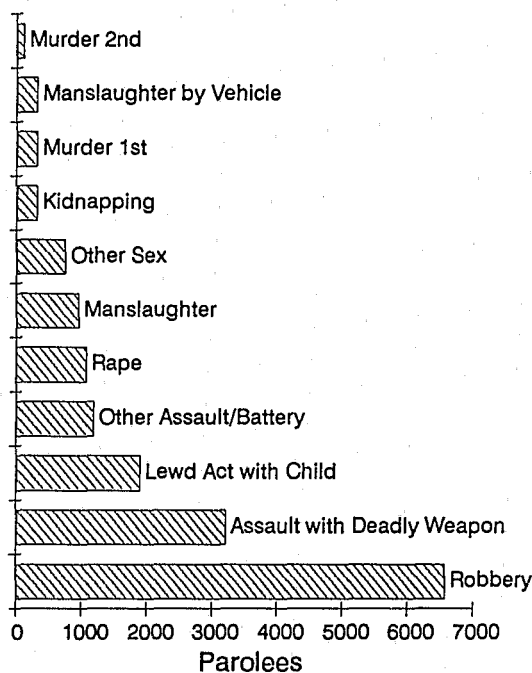 Murder 2nd
Manslaughter by Vehicle
Murder 1st
Kidnapping
Other Sex
Manslaughter
Rape
Other Assault/Battery
Lewd Act with Child
Assault with Deadly Weapon
Robbery
0 1000 2000 3000 4000 5000 6000 7000
Parolees